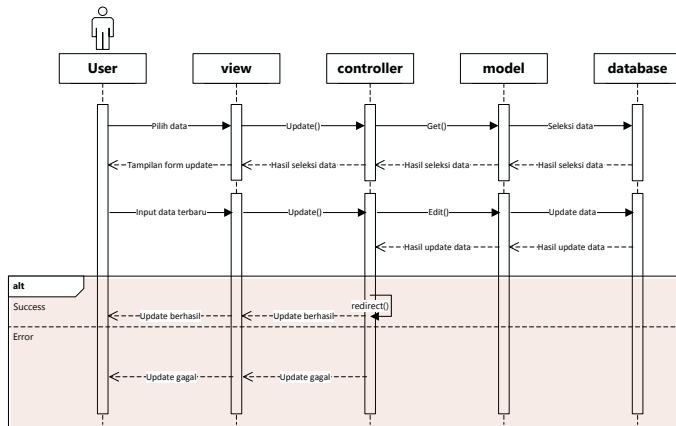 User
view
controller
model
database
Pilih data
Update()
Get()
Seleksi data
Tampilan form update
Hasil seleksi data
Hasil seleksi data
Hasil seleksi data
Input data terbaru
Update()
Edit()
Update data
Hasil update data
Hasil update data
alt
Success
redirect()
Update berhasil
Update berhasil
Error
Update gagal
Update gagal